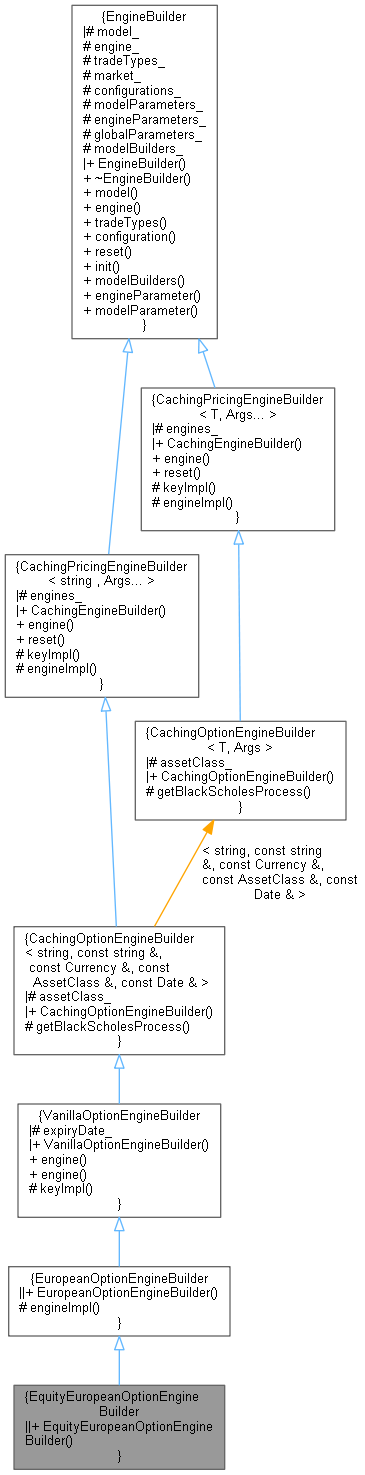 {EngineBuilder
|# model_
# engine_
# tradeTypes_
# market_
# configurations_
# modelParameters_
# engineParameters_
# globalParameters_
# modelBuilders_
|+ EngineBuilder()
+ ~EngineBuilder()
+ model()
+ engine()
+ tradeTypes()
+ configuration()
+ reset()
+ init()
+ modelBuilders()
+ engineParameter()
+ modelParameter()
}
{CachingPricingEngineBuilder
< T, Args... >
|# engines_
|+ CachingEngineBuilder()
+ engine()
+ reset()
# keyImpl()
# engineImpl()
}
{CachingPricingEngineBuilder
< string , Args... >
|# engines_
|+ CachingEngineBuilder()
+ engine()
+ reset()
# keyImpl()
# engineImpl()
}
{CachingOptionEngineBuilder
< T, Args >
|# assetClass_
|+ CachingOptionEngineBuilder()
# getBlackScholesProcess()
}
< string, const string
&, const Currency &,
const AssetClass &, const
Date & >
{CachingOptionEngineBuilder
< string, const string &,
const Currency &, const
AssetClass &, const Date & >
|# assetClass_
|+ CachingOptionEngineBuilder()
# getBlackScholesProcess()
}
{VanillaOptionEngineBuilder
|# expiryDate_
|+ VanillaOptionEngineBuilder()
+ engine()
+ engine()
# keyImpl()
}
{EuropeanOptionEngineBuilder
||+ EuropeanOptionEngineBuilder()
# engineImpl()
}
{EquityEuropeanOptionEngine
Builder
||+ EquityEuropeanOptionEngine
Builder()
}